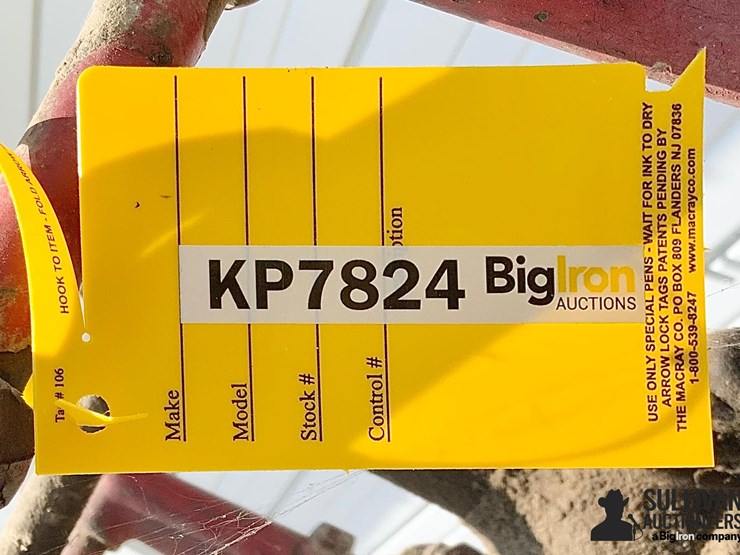 HOOK TO ITEM - FOLD ARROW
# 106
Make
Model
Stock #
Control #
KP7824 BigIron
AUCTIONS
USE ONLY SPECIAL PENS - WAIT FOR INK TO DRY
ARROW LOCK TAGS PATENTS PENDING BY
THE MACRAY CO. PO BOX 809 FLANDERS NJ 07836
1-800-539-8247 www.macrayco.com
SULLIVAN
AUCTIONEERS
a BigIron company